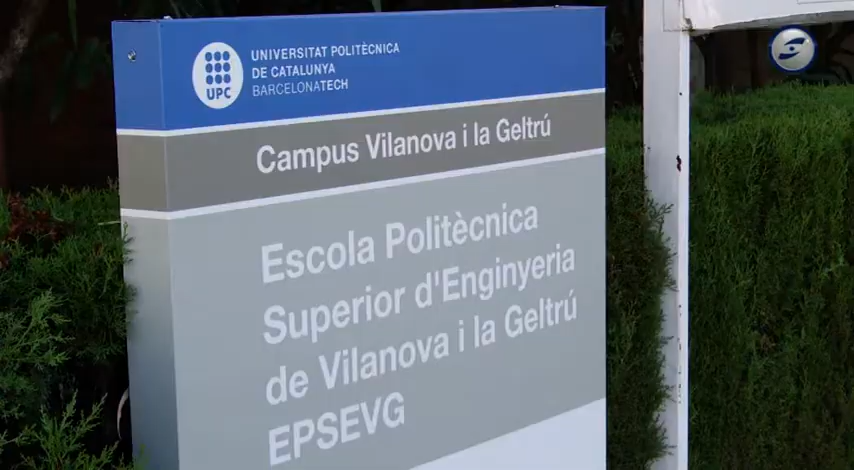 UNIVERSITAT POLITÈCNICA
DE CATALUNYA
BARCELONATECH
UPC
Campus Vilanova i la Geltrú
Escola Politècnica
Superior d'Enginyeria
de Vilanova i la Geltrú
EPSEVG